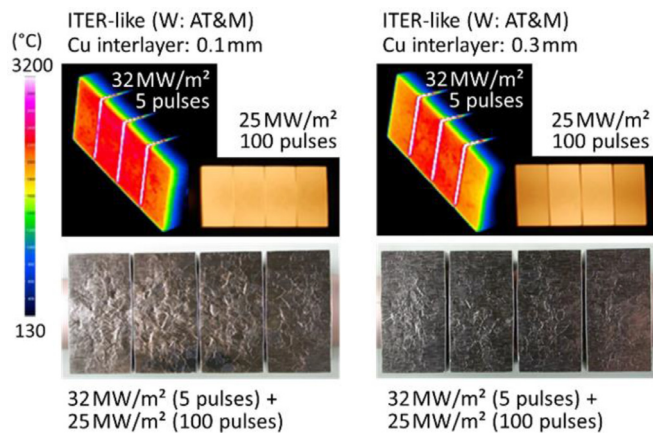 ITER-like (W: AT&M)
Cu interlayer: 0.1 mm
(°C)
3200
32 MW/m²
5 pulses
25 MW/m²
100 pulses
130
32 MW/m² (5 pulses) +
25 MW/m² (100 pulses)
ITER-like (W: AT&M)
Cu interlayer: 0.3 mm
32 MW/m²
5 pulses
25 MW/m²
100 pulses
32 MW/m² (5 pulses) +
25 MW/m² (100 pulses)